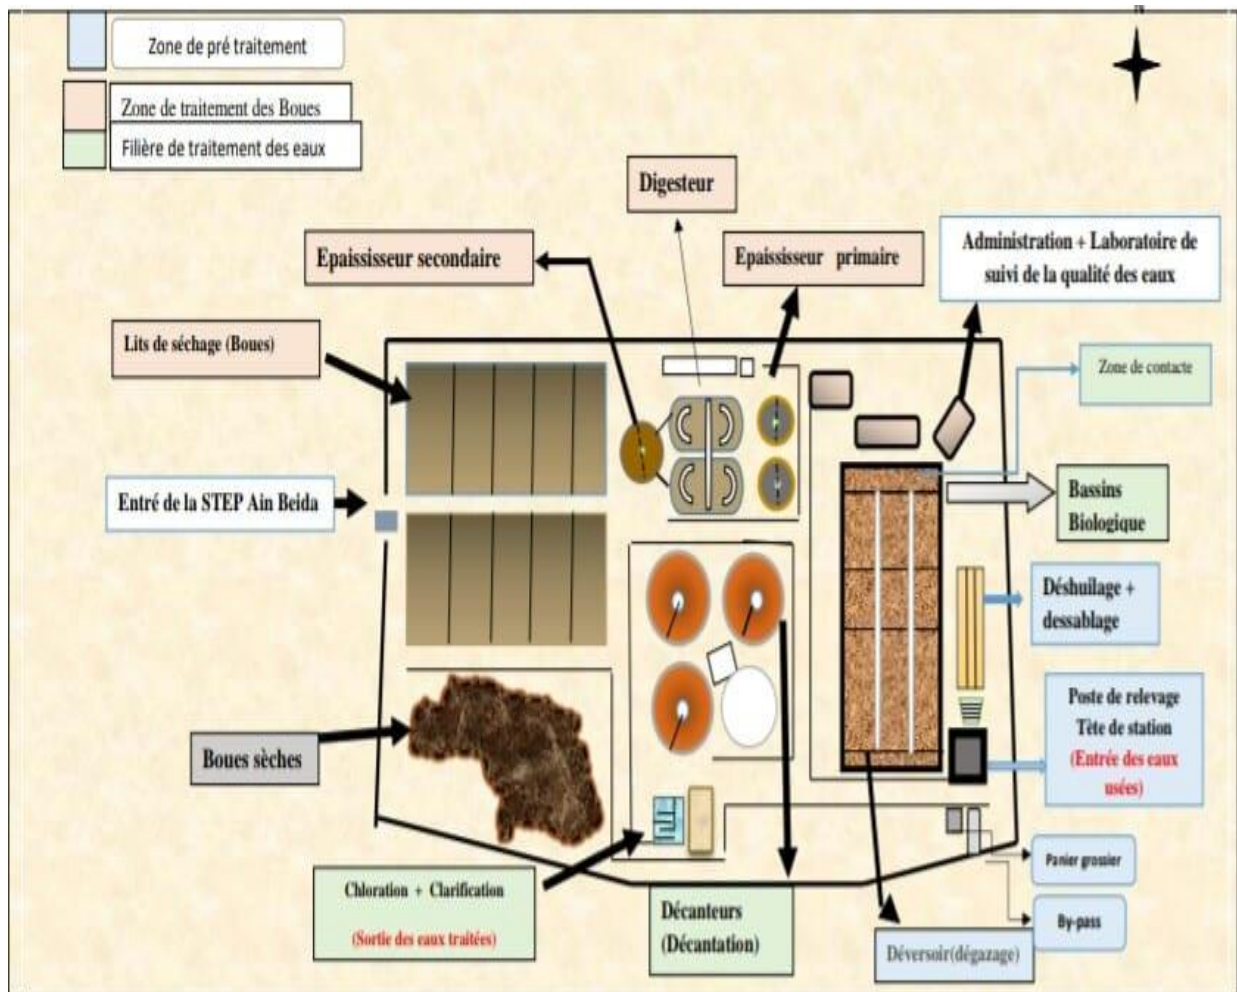 N
Zone de pré traitement
Zone de traitement des Boues
Filière de traitement des eaux
Digesteur
Epaississeur secondaire
Epaississeur primaire
Administration + Laboratoire de
suivi de la qualité des eaux
Lits de séchage (Boues)
Zone de contacte
Entré de la STEP Ain Beida
Bassins
Biologique
Déshuilage +
dessablage
Poste de relevage
Tête de station
(Entrée des eaux
usées)
Boues sèches
Panier grossier
Chloration + Clarification
(Sortie des eaux traitées)
Décanteurs
(Décantation)
By-pass
Déversoir(dégazage)